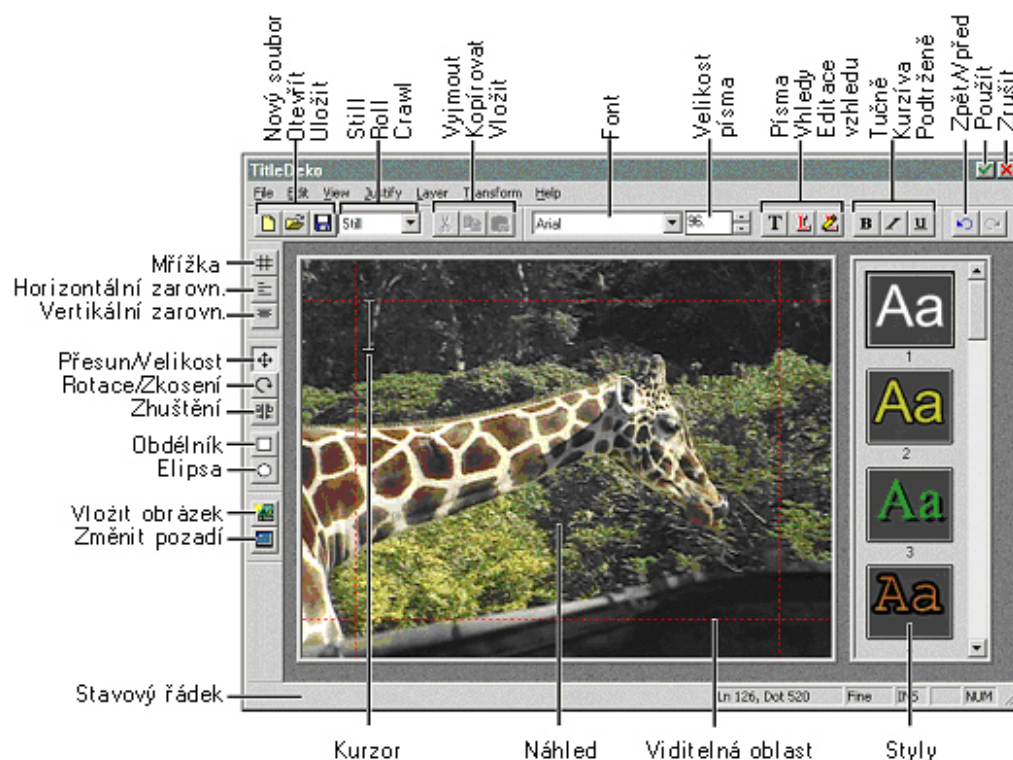 Nový soubor
Otevřít
Uložit
Still
Roll
Crawl
Vyjmout
Kopírovat
Vložit
Font
Velikost
písma
Písma
Vhledy
Editace
vzhledu
Tučně
Kurzíva
Podtrženě
Zpět/Vpřed
Použít
Zrušit
TitleDeko
File Edit View Justify Layer Transform Help
Still Arial 96. T B I U
Mřížka
Horizontální zarovn.
Vertikální zarovn.
Přesun/Velikost
Rotace/Zkosení
Zhuštění
Obdélník
Elipsa
Vložit obrázek
Změnit pozadí
Aa
1
Aa
2
Aa
3
Aa
Stavový řádek
Ln 126, Dot 520 Fine INS NUM
Kurzor Náhled Viditelná oblast Styly